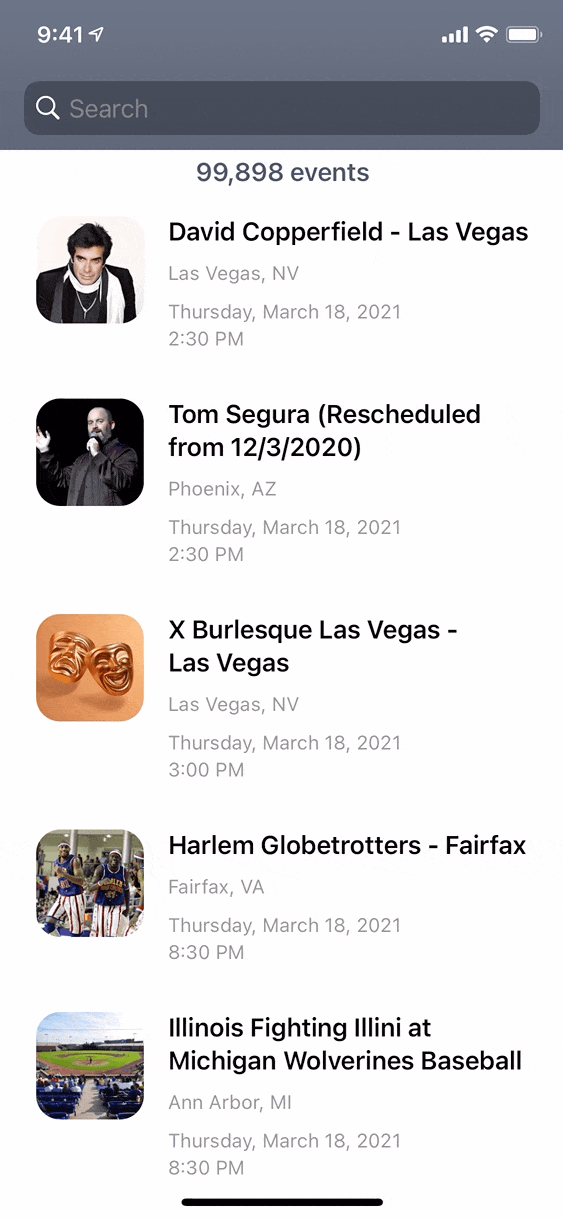 9:41
Search
99,898 events
David Copperfield - Las Vegas
Las Vegas, NV
Thursday, March 18, 2021
2:30 PM
Tom Segura (Rescheduled
from 12/3/2020)
Phoenix, AZ
Thursday, March 18, 2021
2:30 PM
X Burlesque Las Vegas -
Las Vegas
Las Vegas, NV
Thursday, March 18, 2021
3:00 PM
Harlem Globetrotters - Fairfax
Fairfax, VA
Thursday, March 18, 2021
8:30 PM
Illinois Fighting Illini at
Michigan Wolverines Baseball
Ann Arbor, MI
Thursday, March 18, 2021
8:30 PM